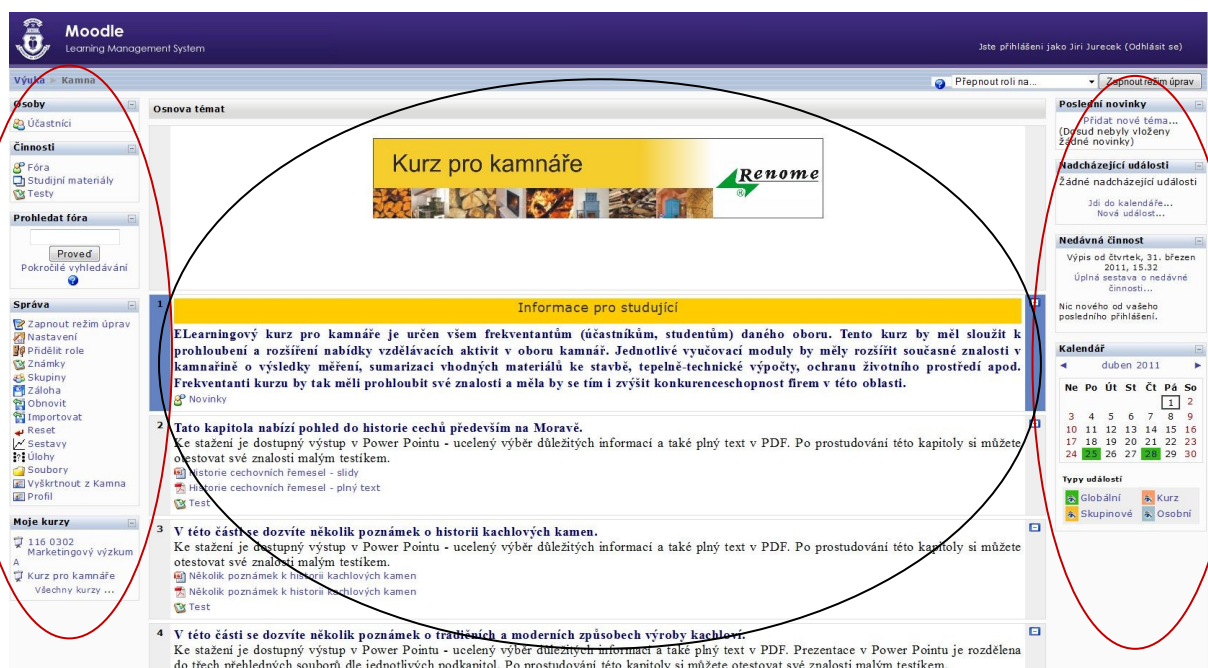 Moodle
Learning Management System
Jste přihlášeni jako Jiri Jurecek (Odhlásit se)
Výuka ► Kamna
Přepnout roli na...
Zapnout režim úprav
Osoby
Účastníci
Činnosti
Fóra
Studijní materiály
Testy
Prohledat fóra
Proveď
Pokročilé vyhledávání
Správa
Zapnout režim úprav
Nastavení
Přidělit role
Známky
Skupiny
Záloha
Obnovit
Importovat
Reset
Sestavy
Úlohy
Soubory
Vyškrtnout z Kamna
Profil
Moje kurzy
116 0302
Marketingový výzkum
A
Kurz pro kamnáře
Všechny kurzy ...
Osnova témat
Kurz pro kamnáře
Renome
®
1
Informace pro studující
ELearningový kurz pro kamnáře je určen všem frekventantům (účastníkům, studentům) daného oboru. Tento kurz by měl sloužit k
prohloubení a rozšíření nabídky vzdělávacích aktivit v oboru kamnář. Jednotlivé vyučovací moduly by měly rozšířit současné znalosti v
kamnařině o výsledky měření, sumarizaci vhodných materiálů ke stavbě, tepelně-technické výpočty, ochranu životního prostředí apod.
Frekventanti kurzu by tak měli prohloubit své znalosti a měla by se tím i zvýšit konkurenceschopnost firem v této oblasti.
Novinky
2 Tato kapitola nabízí pohled do historie cechů především na Moravě.
Ke stažení je dostupný výstup v Power Pointu - ucelený výběr důležitých informací a také plný text v PDF. Po prostudování této kapitoly si můžete
otestovat své znalosti malým testíkem.
Historie cechovních řemesel - slidy
Historie cechovních řemesel - plný text
Test
3 V této části se dozvíte několik poznámek o historii kachlových kamen.
Ke stažení je dostupný výstup v Power Pointu - ucelený výběr důležitých informací a také plný text v PDF. Po prostudování této kapitoly si můžete
otestovat své znalosti malým testíkem.
Několik poznámek k historii kachlových kamen
Několik poznámek k historii kachlových kamen
Test
4 V této části se dozvíte několik poznámek o tradičních a moderních způsobech výroby kachloví.
Ke stažení je dostupný výstup v Power Pointu - ucelený výběr důležitých informací a také plný text v PDF. Prezentace v Power Pointu je rozdělena
do třech přehledných souborů dle jednotlivých podkapitol. Po prostudování této kapitoly si můžete otestovat své znalosti malým testíkem.
Poslední novinky
Přidat nové téma...
(Dosud nebyly vloženy
žádné novinky)
Nadcházející události
Žádné nadcházející události
Jdi do kalendáře...
Nová událost...
Nedávná činnost
Výpis od čtvrtek, 31. březen
2011, 15.32
Úplná sestava o nedávné
činnosti...
Nic nového od vašeho
posledního přihlášení.
Kalendář
◄ duben 2011 ►
Ne Po Út St Čt Pá So
1 2
3 4 5 6 7 8 9
10 11 12 13 14 15 16
17 18 19 20 21 22 23
24 25 26 27 28 29 30
Typy událostí
Globální Kurz
Skupinové Osobní